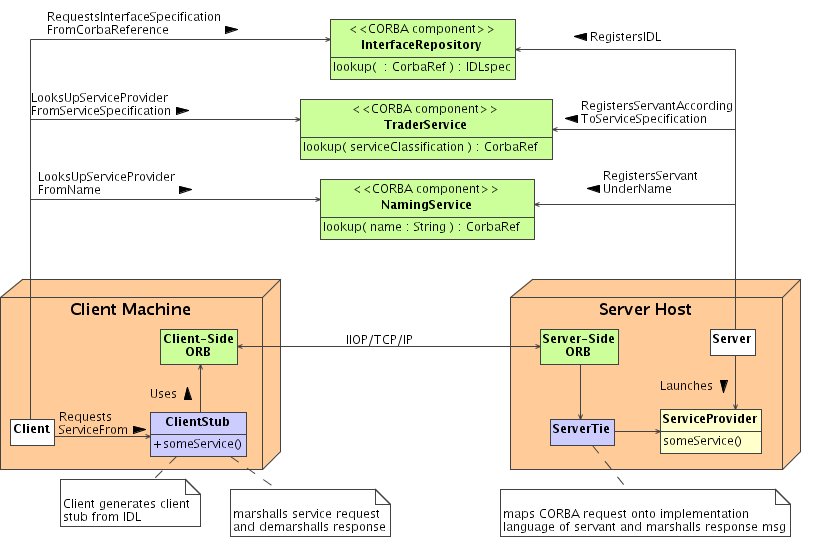 RequestsInterfaceSpecification
FromCorbaReference
<<CORBA component>>
InterfaceRepository
lookup( : CorbaRef ) : IDLspec
RegistersIDL
LooksUpServiceProvider
FromServiceSpecification
<<CORBA component>>
TraderService
lookup( serviceClassification ) : CorbaRef
RegistersServantAccording
ToServiceSpecification
LooksUpServiceProvider
FromName
<<CORBA component>>
NamingService
lookup( name : String ) : CorbaRef
RegistersServant
UnderName
Client Machine
Client-Side
ORB
Uses
Client
Requests
ServiceFrom
ClientStub
+someService()
IIOP/TCP/IP
Server Host
Server-Side
ORB
Server
Launches
ServerTie
ServiceProvider
someService()
Client generates client
stub from IDL
marshalls service request
and demarshalls response
maps CORBA request onto implementation
language of servant and marshalls response msg